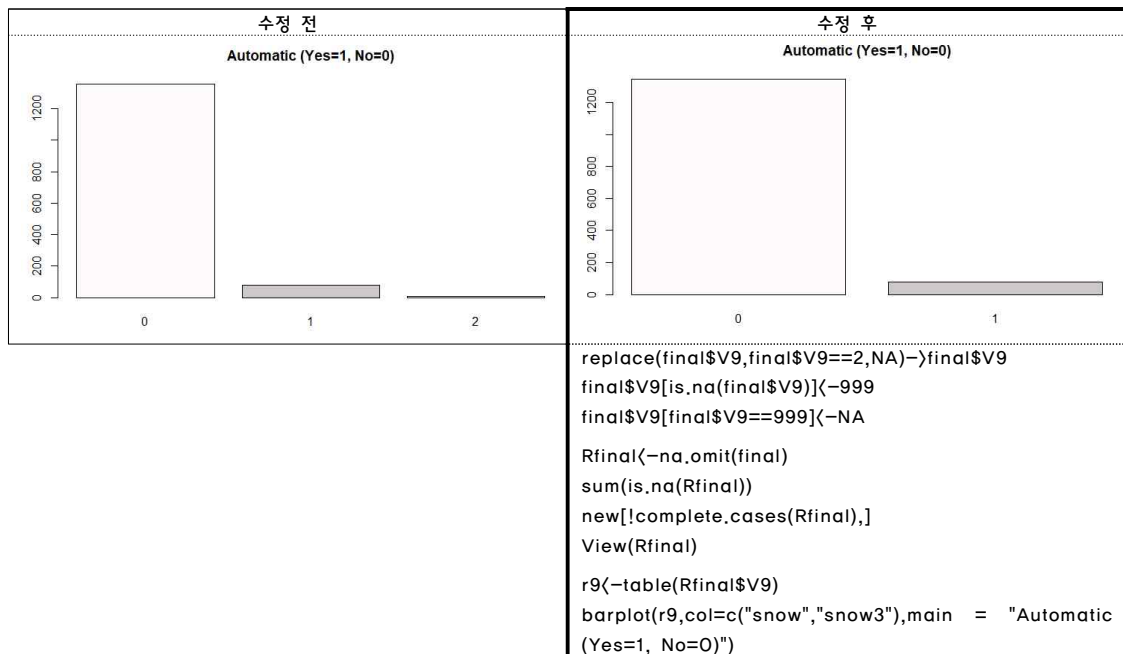 수정 전
수정 후
Automatic (Yes=1, No=0)
1200
800
600
400
200
0
0 1 2
Automatic (Yes=1, No=0)
1200
800
600
400
200
0
0 1
replace(final$V9,final$V9==2,NA)->final$V9
final$V9[is.na(final$V9)]<-999
final$V9[final$V9==999]<-NA
Rfinal<-na.omit(final)
sum(is.na(Rfinal))
new[!complete.cases(Rfinal),]
View(Rfinal)
r9<-table(Rfinal$V9)
barplot(r9,col=c("snow","snow3"),main = "Automatic
(Yes=1, No=0)")